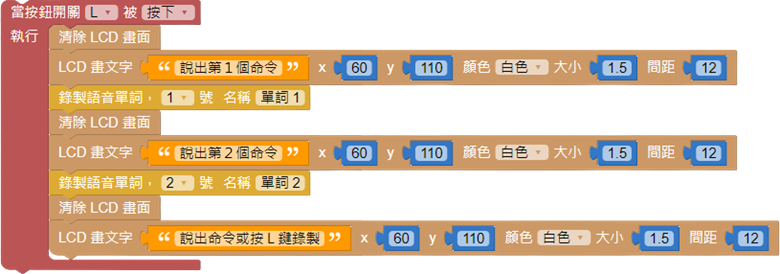 當按鈕開關 L 被 按下
執行 清除 LCD 畫面
LCD 畫文字 “ 說出第 1 個命令 ” x 60 y 110 顏色 白色 大小 1.5 間距 12
錄製語音單詞, 1 號 名稱 單詞 1
清除 LCD 畫面
LCD 畫文字 “ 說出第 2 個命令 ” x 60 y 110 顏色 白色 大小 1.5 間距 12
錄製語音單詞, 2 號 名稱 單詞 2
清除 LCD 畫面
LCD 畫文字 “ 說出命令或按 L 鍵錄製 ” x 60 y 110 顏色 白色 大小 1.5 間距 12